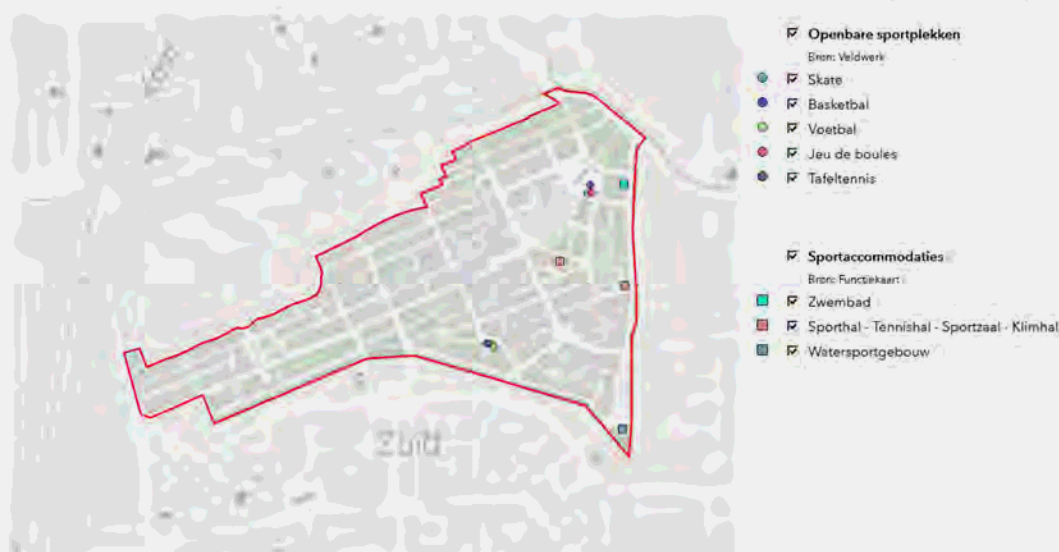 Openbare sportplekken
Bron: Veldwerk
Skate
Basketbal
Voetbal
Jeu de boules
Tafeltennis
Sportaccommodaties
Bron: Functiekaart
Zwembad
Sporthal - Tennishal - Sportzaal - Klimhal
Watersportgebouw
Zuid